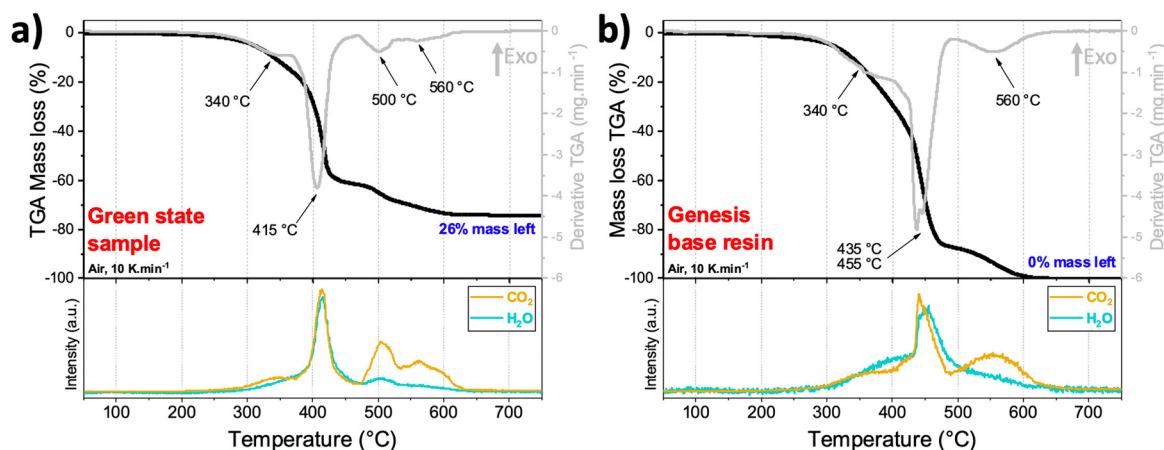 a)
TGA Mass loss (%)
0
-20
-40
-60
-80
-100
340 °C
415 °C
500 °C
560 °C
Exo
Green state
sample
26% mass left
Air, 10 K.min⁻¹
0
-1
-2
-3
-4
-5
-6
Derivative TGA (mg.min⁻¹)
Intensity (a.u.)
CO₂
H₂O
100 200 300 400 500 600 700
Temperature (°C)
b)
Mass loss TGA (%)
0
-20
-40
-60
-80
-100
340 °C
435 °C
455 °C
560 °C
Exo
Genesis
base resin
0% mass left
Air, 10 K.min⁻¹
0
-1
-2
-3
-4
-5
-6
Derivative TGA (mg.min⁻¹)
Intensity (a.u.)
CO₂
H₂O
100 200 300 400 500 600 700
Temperature (°C)